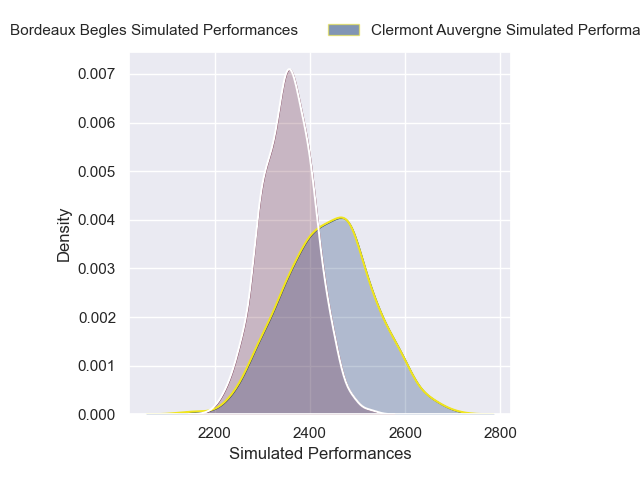 Bordeaux Begles Simulated Performances
Clermont Auvergne Simulated Performa
0.007
0.006
0.005
0.004
0.003
0.002
0.001
0.000
Density
2200 2400 2600 2800
Simulated Performances